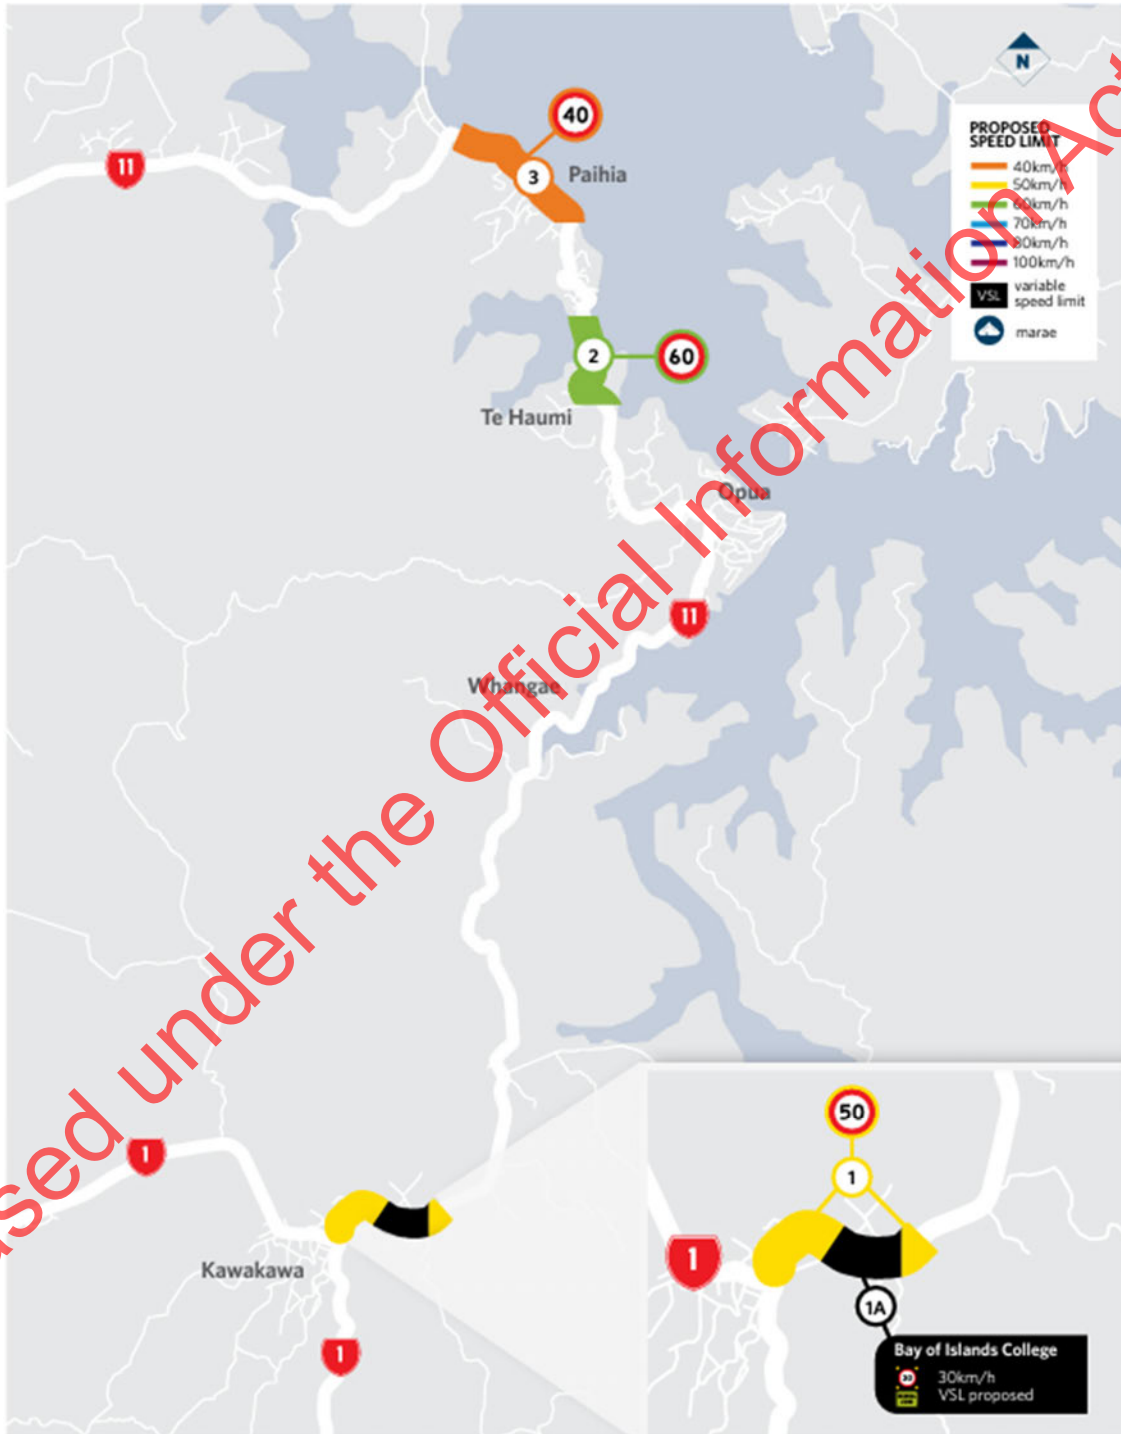 N
PROPOSED
SPEED LIMIT
40km/h
50km/h
60km/h
70km/h
80km/h
100km/h
VSL variable
speed limit
marae
40
11
3 Paihia
2 60
Te Haumi
Opua
11
Whangae
1
Kawakawa
1
50
1
1
1A
Bay of Islands College
30 30km/h
VSL proposed
sed under the Official Information Act